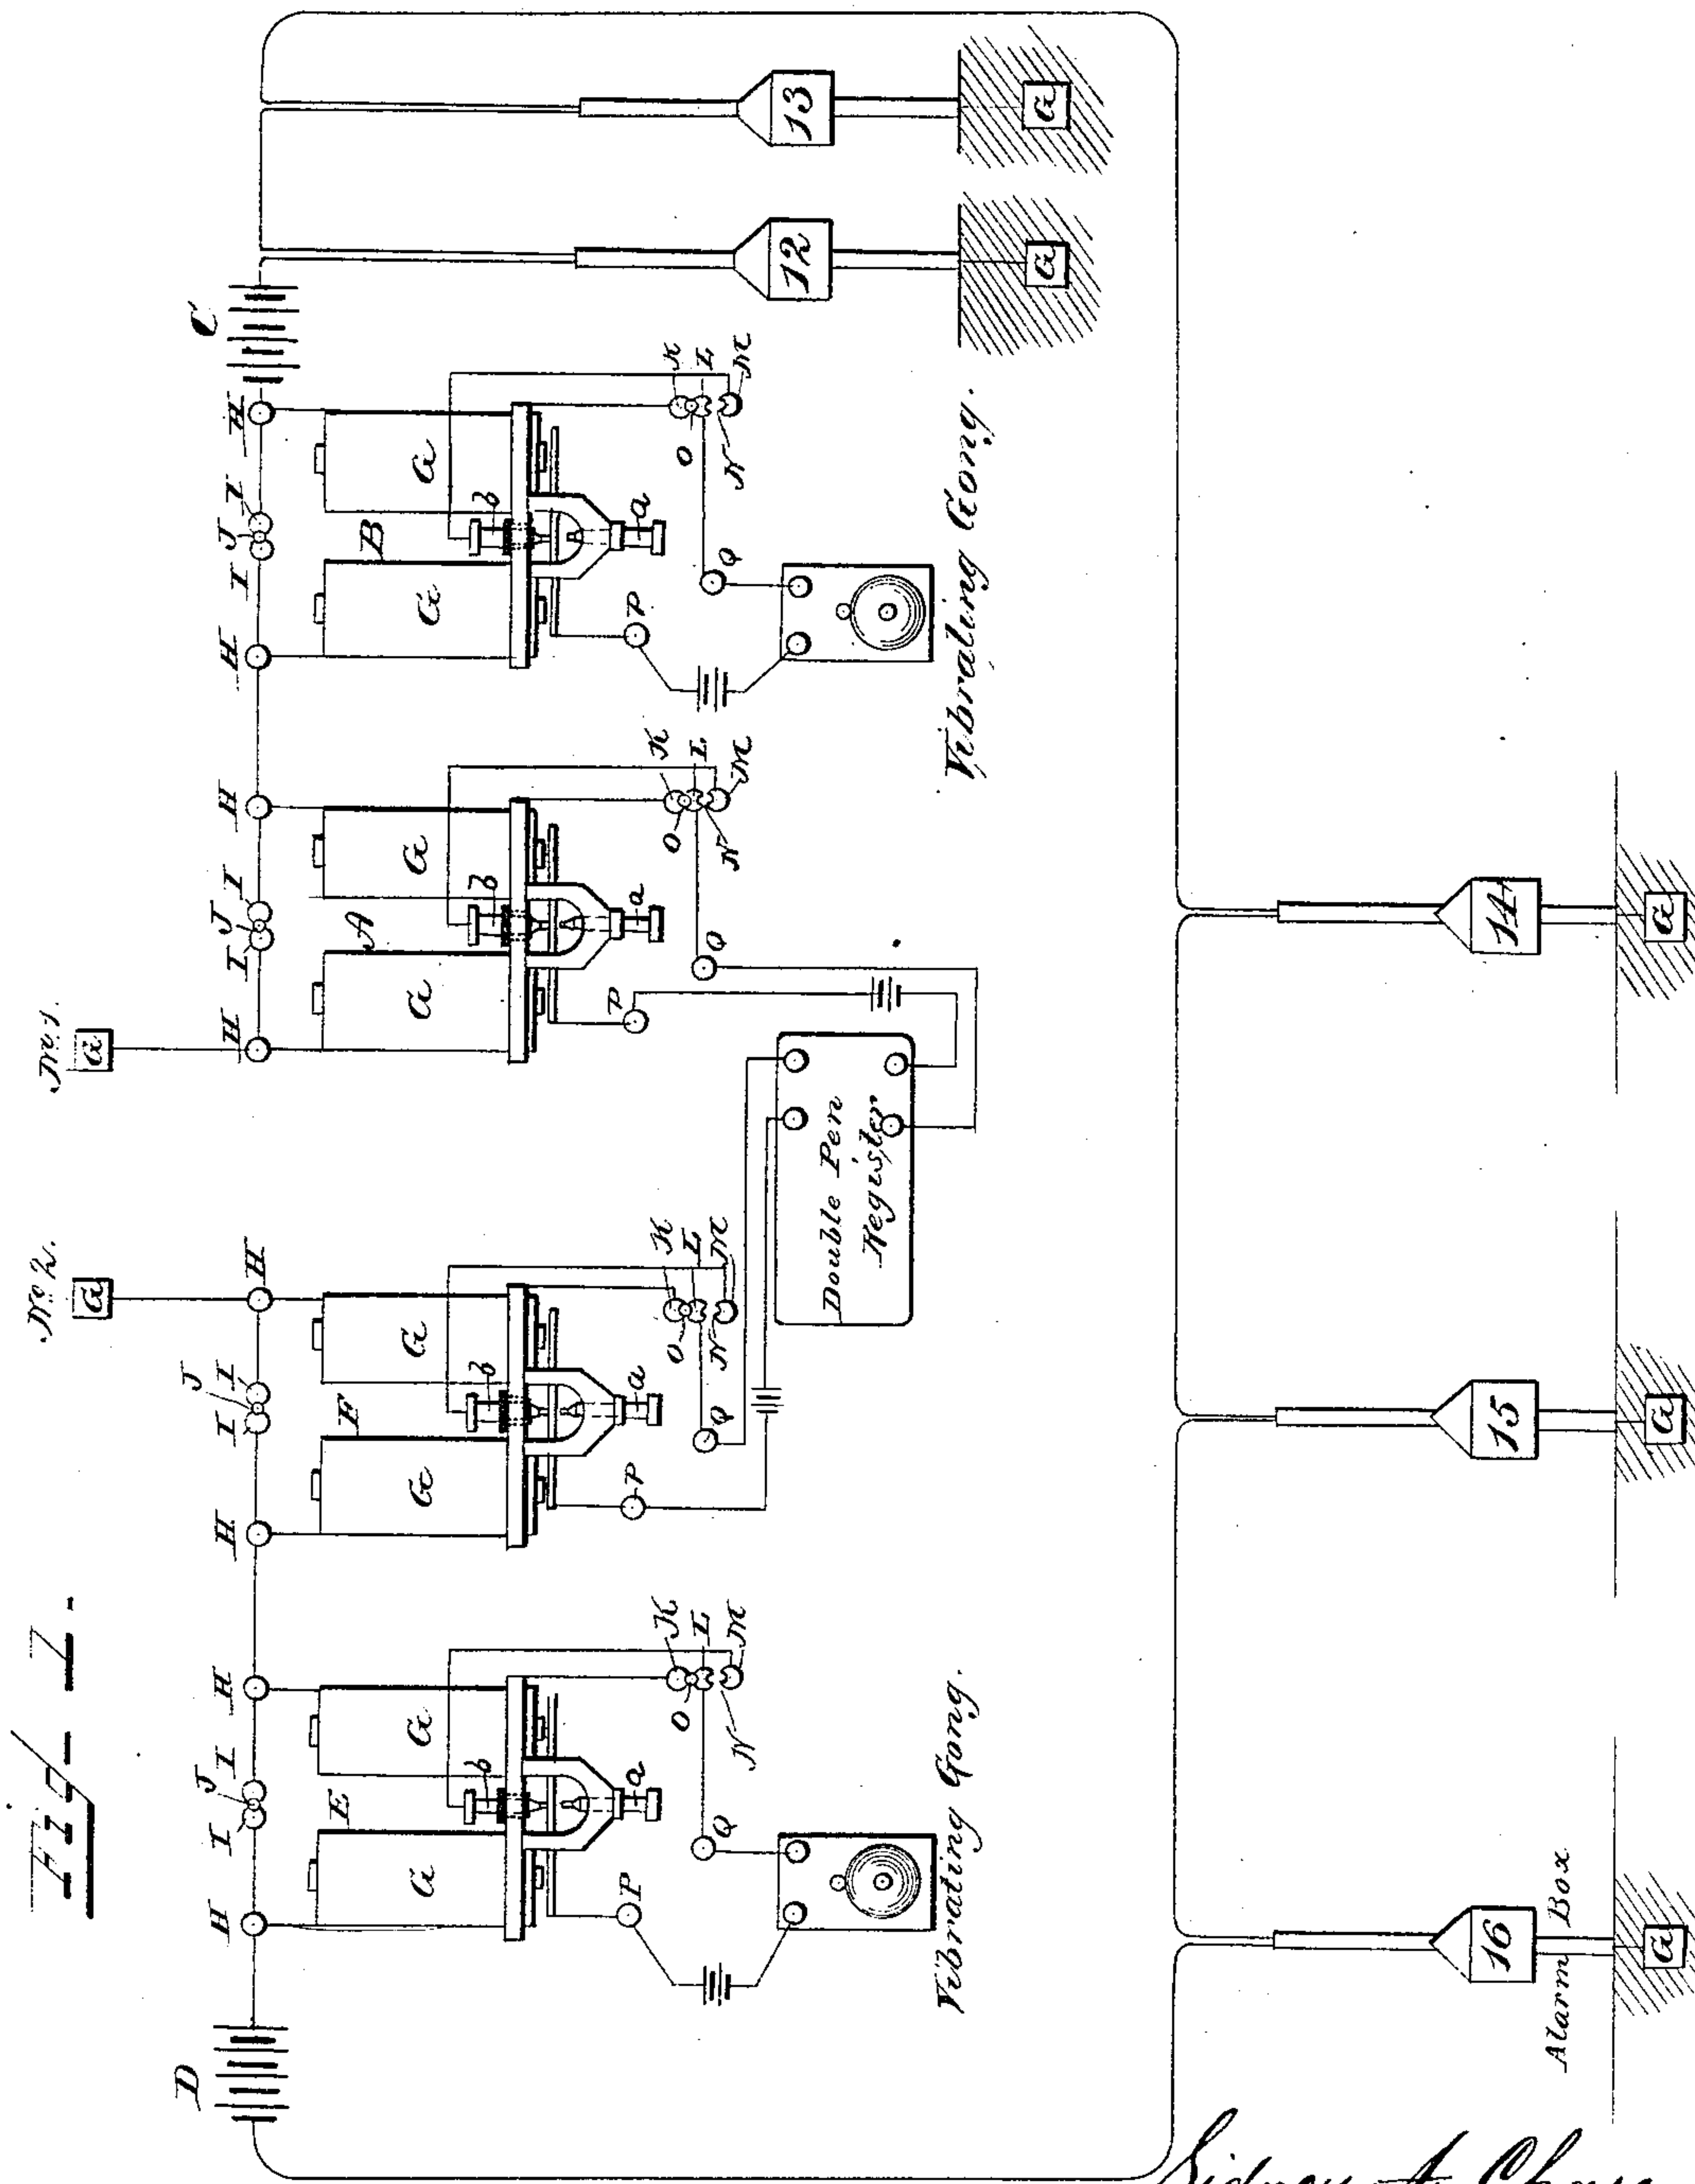 Fig-1-
No 2.
G
No 1.
G
D
H
I
J
I
H
H
I
J
I
H
H
I
J
I
H
H
I
J
I
H
C
G
E
G
G
F
G
G
A
G
G
B
G
b
b
b
b
a
a
a
a
P
Q
O
K
L
M
N
P
Q
O
K
L
M
N
P
Q
O
K
L
M
N
P
Q
O
K
L
M
N
Vibrating Gong.
Double Pen
Register
Vibrating Gong.
12
G
13
G
16
Alarm Box
G
15
G
14
G
Sidney A. Chase